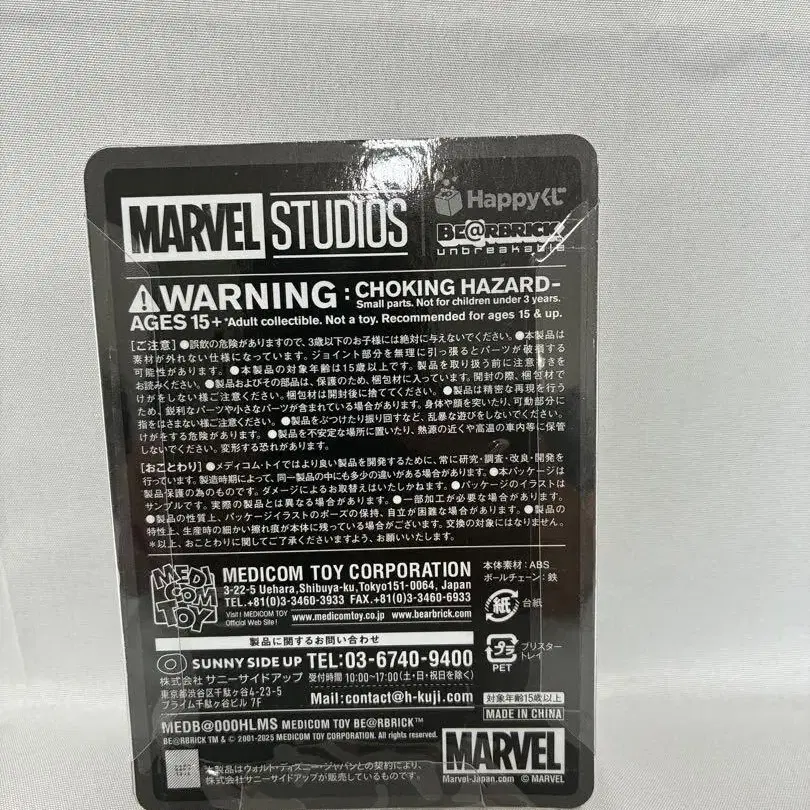 MARVEL STUDIOS
Happyくじ
BE@RBRICK
unbreakable
WARNING : CHOKING HAZARD-
Small parts. Not for children under 3 years.
AGES 15+ *Adult collectible. Not a toy. Recommended for ages 15 & up.
[ご注意] ●誤飲の危険がありますので、3歳以下のお子様には絶対に与えないでください。●本製品は
素材が外れない仕様になっています。ジョイント部分を無理に引っ張るとパーツが破損する
可能性があります。●本製品の対象年齢は15歳以上です。製品を取り扱う前に注意書きを
お読みください。●製品およびその部品は、保護のため、梱包材に入っています。開封の際、梱包材で
けがをしない様ご注意ください。梱包材は開封後に捨ててください。●製品は精密な再現を行う
ため、鋭利なパーツや小さなパーツが含まれている場合があります。身体や顔を突いたり、可動部分に
指をはさまない様ご注意ください。●製品をぶつけたり振り回すなど、乱暴な遊びをしないでください。
けがをする危険があります。●製品を不安定な場所に置いたり、熱源の近くや高温の車内等に保管
しないでください。変形する恐れがあります。
[おことわり] ●メディコム・トイではより良い製品を開発するために、常に研究・調査・改良・開発を
行っています。製造時期によって、同一製品の中にも多少の違いがある場合があります。●本パッケージは
製品保護の為のものです。ダメージによるお取替えはいたしかねます。●パッケージのイラストは
サンプルです。実際の製品とは異なる場合があります。●一部加工が必要な場合があります。
●製品の性質上、パッケージイラストのポーズの保持、自立が困難な場合があります。●製品の
特性上、生産時の細かい擦れ痕が本体に残っている場合がございます。交換の対象にはなりません。
*以上、おことわりに関してご了承くださいますよう、お願いいたします。
MEDI COM TOY
MEDICOM TOY CORPORATION
3-22-5 Uehara,Shibuya-ku,Tokyo151-0064, Japan
TEL.+81(0)3-3460-3933 FAX.+81(0)3-3460-6933
Visit! MEDICOM TOY Official Web Site! www.medicomtoy.co.jp www.bearbrick.com
本体素材:ABS
ボールチェーン:鉄
紙 台紙
プラ ブリスター
トレイ
PET
製品に関するお問い合わせ
SUNNY SIDE UP TEL:03-6740-9400
株式会社 サニーサイドアップ 受付時間 10:00~17:00(土・日・祝日を除く)
東京都渋谷区千駄ヶ谷4-23-5
プライム千駄ヶ谷ビル7F
Mail:contact@h-kuji.com
対象年齢15歳以上
MADE IN CHINA
MEDB@000HLMS MEDICOM TOY BE@RBRICK™
BE@RBRICK TM & © 2001-2025 MEDICOM TOY CORPORATION. All rights reserved.
本製品はウォルト・ディズニー・ジャパンとの契約により、
株式会社サニーサイドアップが販売しているものです。
MARVEL
Marvel-Japan.com © MARVEL